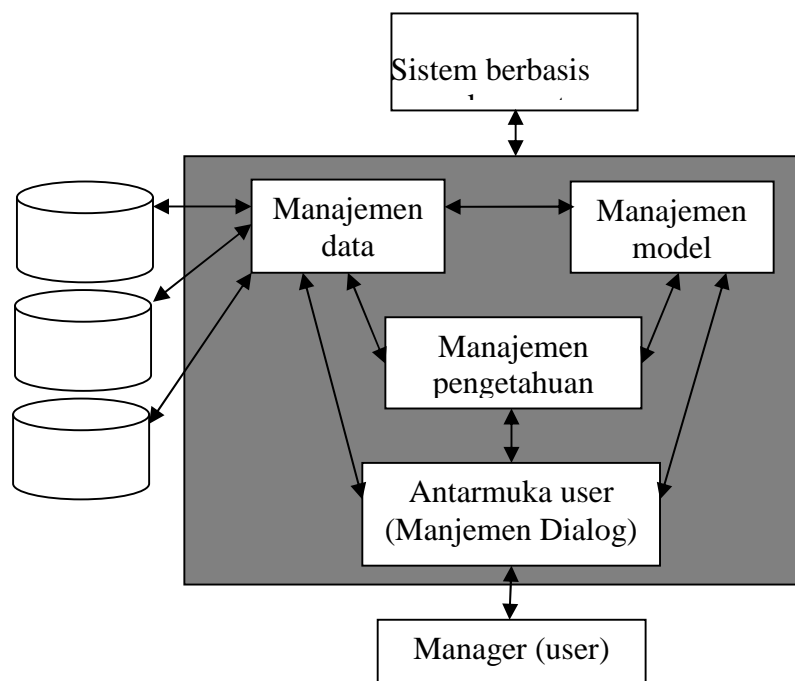 Sistem berbasis
Manajemen
data
Manajemen
model
Manajemen
pengetahuan
Antarmuka user
(Manjemen Dialog)
Manager (user)